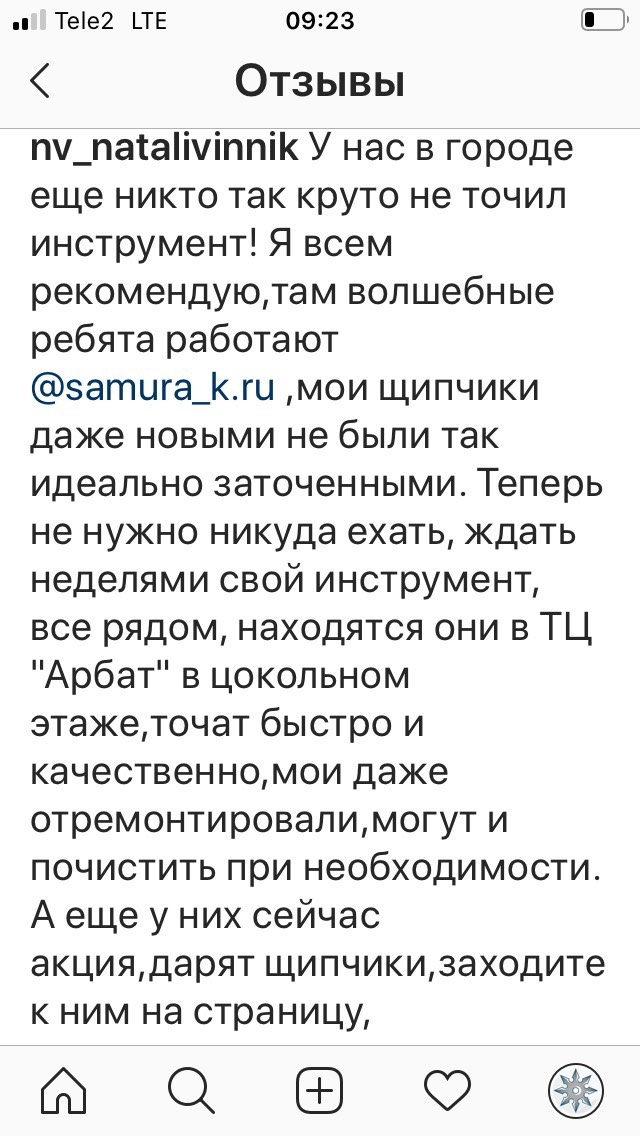 Tele2 LTE 09:23
Отзывы
nv_natalivinnik У нас в городе
еще никто так круто не точил
инструмент! Я всем
рекомендую,там волшебные
ребята работают
@samura_k.ru ,мои щипчики
даже новыми не были так
идеально заточенными. Теперь
не нужно никуда ехать, ждать
неделями свой инструмент,
все рядом, находятся они в ТЦ
"Арбат" в цокольном
этаже,точат быстро и
качественно,мои даже
отремонтировали,могут и
почистить при необходимости.
А еще у них сейчас
акция,дарят щипчики,заходите
к ним на страницу,